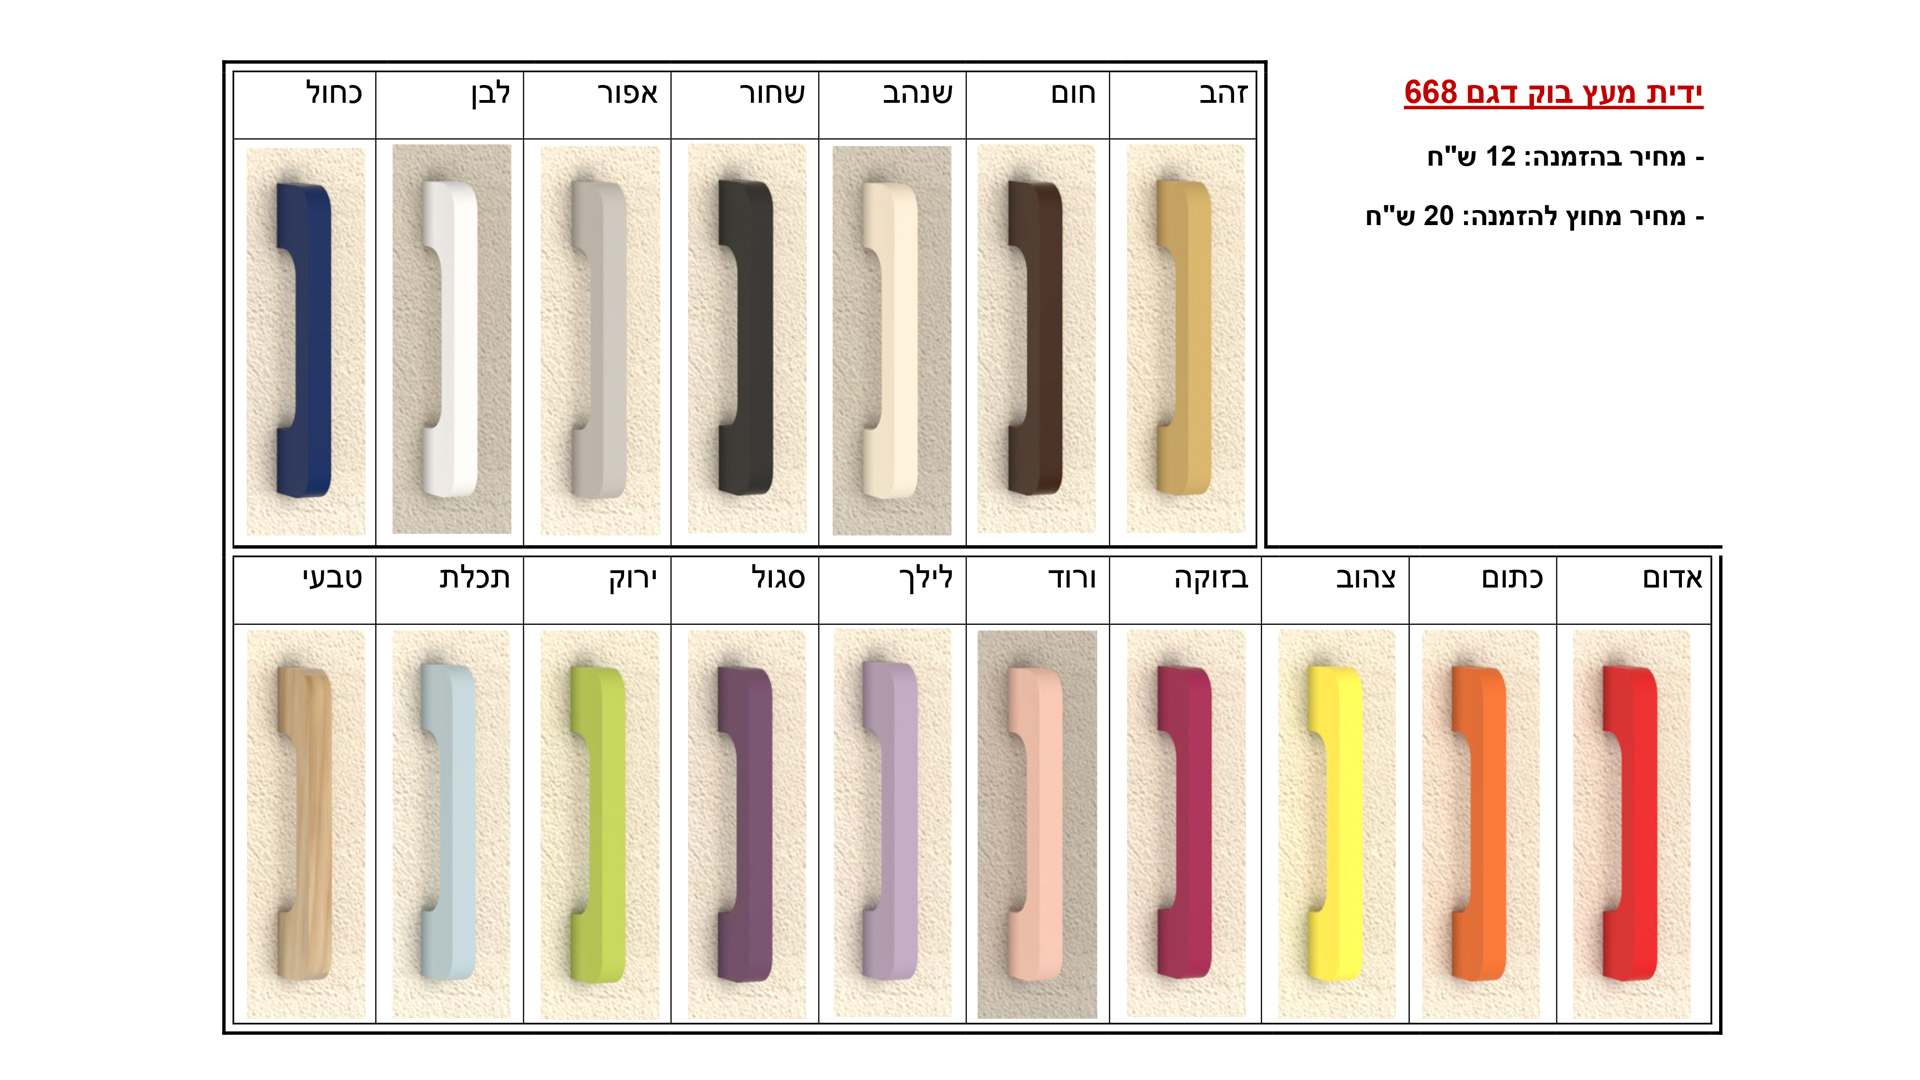 ידית מעץ בוק דגם 668
- מחיר בהזמנה: 12 ש"ח
- מחיר מחוץ להזמנה: 20 ש"ח
זהב חום שנהב שחור אפור לבן כחול
אדום כתום צהוב בזוקה ורוד לילך סגול ירוק תכלת טבעי